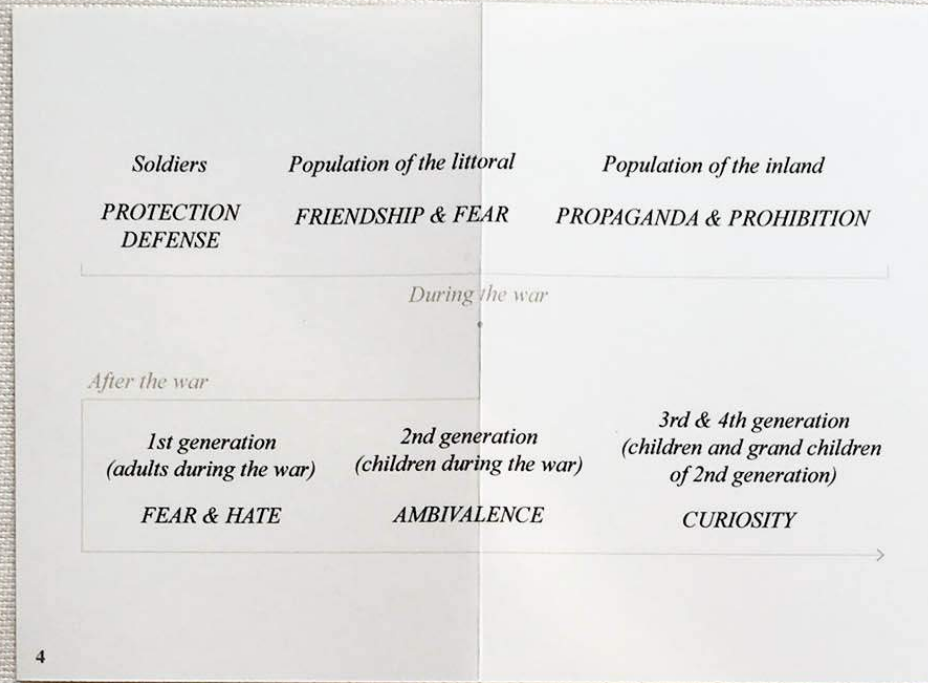 Soldiers
PROTECTION
DEFENSE
Population of the littoral
FRIENDSHIP & FEAR
Population of the inland
PROPAGANDA & PROHIBITION
During the war
After the war
1st generation
(adults during the war)
FEAR & HATE
2nd generation
(children during the war)
AMBIVALENCE
3rd & 4th generation
(children and grand children
of 2nd generation)
CURIOSITY
4